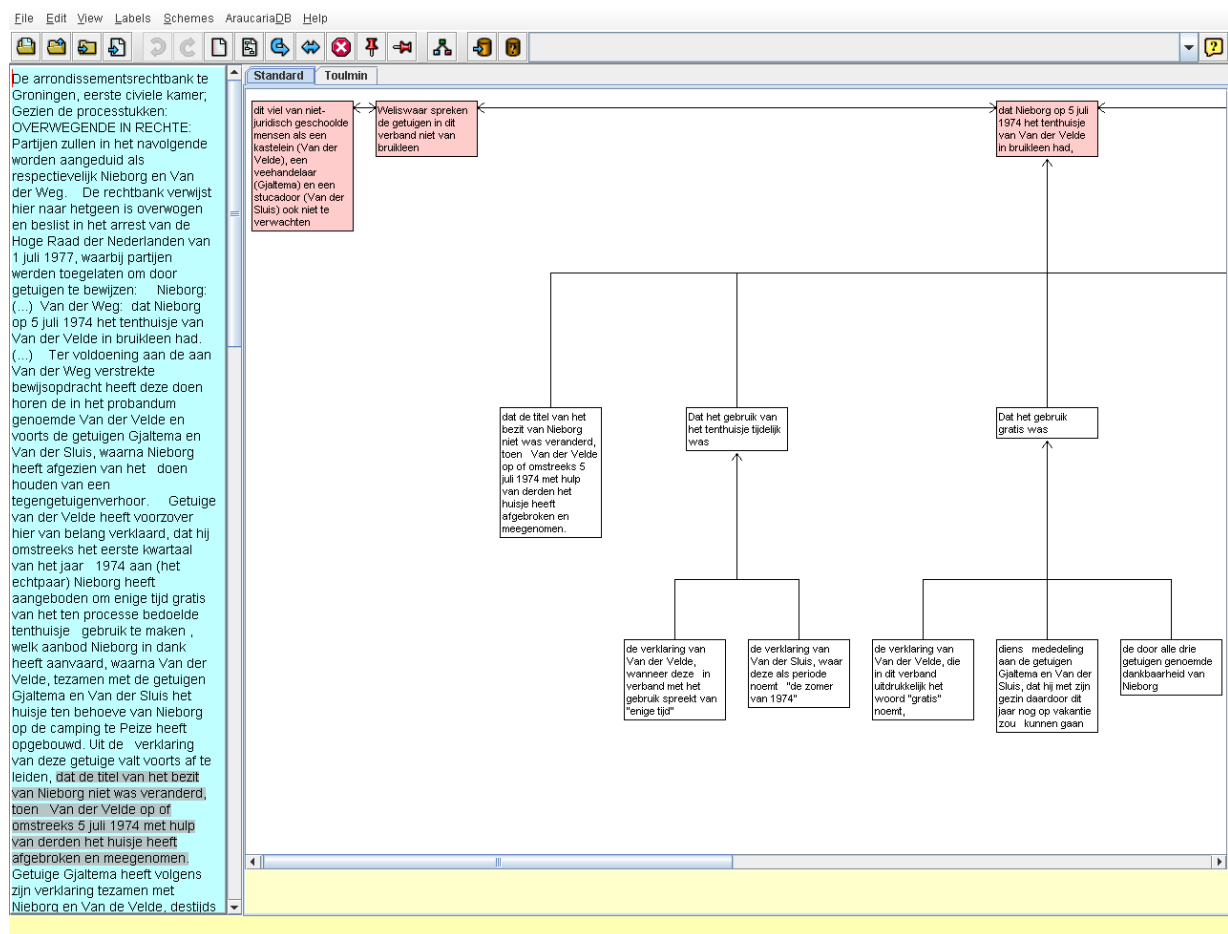 File Edit View Labels Schemes AraucariaDB Help
De arrondissementsrechtbank te
Groningen, eerste civiele kamer;
Gezien de processtukken:
OVERWEGENDE IN RECHTE:
Partijen zullen in het navolgende
worden aangeduid als
respectievelijk Nieborg en Van
der Weg. De rechtbank verwijst
hier naar hetgeen is overwogen
en beslist in het arrest van de
Hoge Raad der Nederlanden van
1 juli 1977, waarbij partijen
werden toegelaten om door
getuigen te bewijzen: Nieborg:
(...) Van der Weg: dat Nieborg
op 5 juli 1974 het tenthuisje van
Van der Velde in bruikleen had.
(...) Ter voldoening aan de aan
Van der Weg verstrekte
bewijsopdracht heeft deze doen
horen de in het probandum
genoemde Van der Velde en
voorts de getuigen Gjaltema en
Van der Sluis, waarna Nieborg
heeft afgezien van het doen
houden van een
tegengetuigenverhoor. Getuige
van der Velde heeft voorzover
hier van belang verklaard, dat hij
omstreeks het eerste kwartaal
van het jaar 1974 aan (het
echtpaar) Nieborg heeft
aangeboden om enige tijd gratis
van het ten processe bedoelde
tenthuisje gebruik te maken ,
welk aanbod Nieborg in dank
heeft aanvaard, waarna Van der
Velde, tezamen met de getuigen
Gjaltema en Van der Sluis het
huisje ten behoeve van Nieborg
op de camping te Peize heeft
opgebouwd. Uit de verklaring
van deze getuige valt voorts af te
leiden, dat de titel van het bezit
van Nieborg niet was veranderd,
toen Van der Velde op of
omstreeks 5 juli 1974 met hulp
van derden het huisje heeft
afgebroken en meegenomen.
Getuige Gjaltema heeft volgens
zijn verklaring tezamen met
Nieborg en Van de Velde, destijds
Standard Toulmin
dit viel van niet-
juridisch geschoolde
mensen als een
kastelein (Van der
Velde), een
veehandelaar
(Gjaltema) en een
stucadoor (Van der
Sluis) ook niet te
verwachten
Weliswaar spreken
de getuigen in dit
verband niet van
bruikleen
dat Nieborg op 5 juli
1974 het tenthuisje
van Van der Velde
in bruikleen had,
dat de titel van het
bezit van Nieborg
niet was veranderd,
toen Van der Velde
op of omstreeks 5
juli 1974 met hulp
van derden het
huisje heeft
afgebroken en
meegenomen.
Dat het gebruik van
het tenthuisje tijdelijk
was
Dat het gebruik
gratis was
de verklaring van
Van der Velde,
wanneer deze in
verband met het
gebruik spreekt van
"enige tijd"
de verklaring van
Van der Sluis, waar
deze als periode
noemt "de zomer
van 1974"
de verklaring van
Van der Velde, die
in dit verband
uitdrukkelijk het
woord "gratis"
noemt,
diens mededeling
aan de getuigen
Gjaltema en Van der
Sluis, dat hij met zijn
gezin daardoor dit
jaar nog op vakantie
zou kunnen gaan
de door alle drie
getuigen genoemde
dankbaarheid van
Nieborg